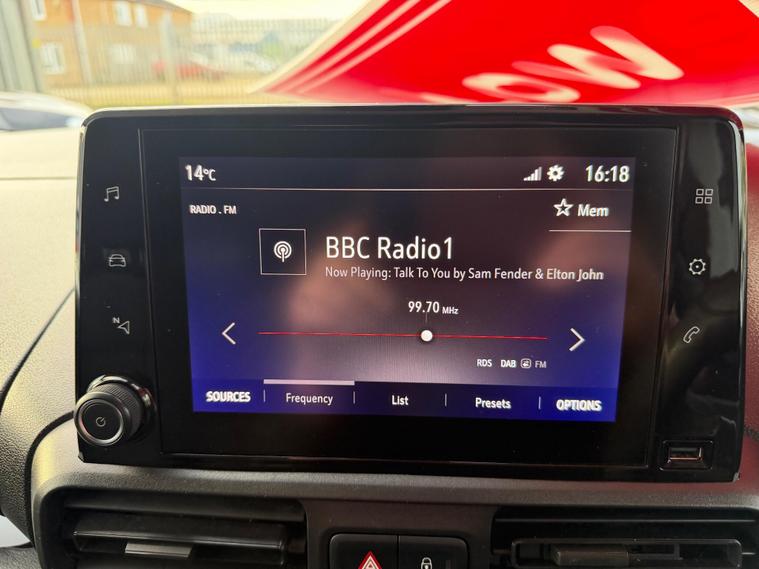 WOW
14°C 16:18
RADIO . FM
Mem
BBC Radio1
Now Playing: Talk To You by Sam Fender & Elton John
99.70 MHz
RDS DAB FM
SOURCES Frequency List Presets OPTIONS
N